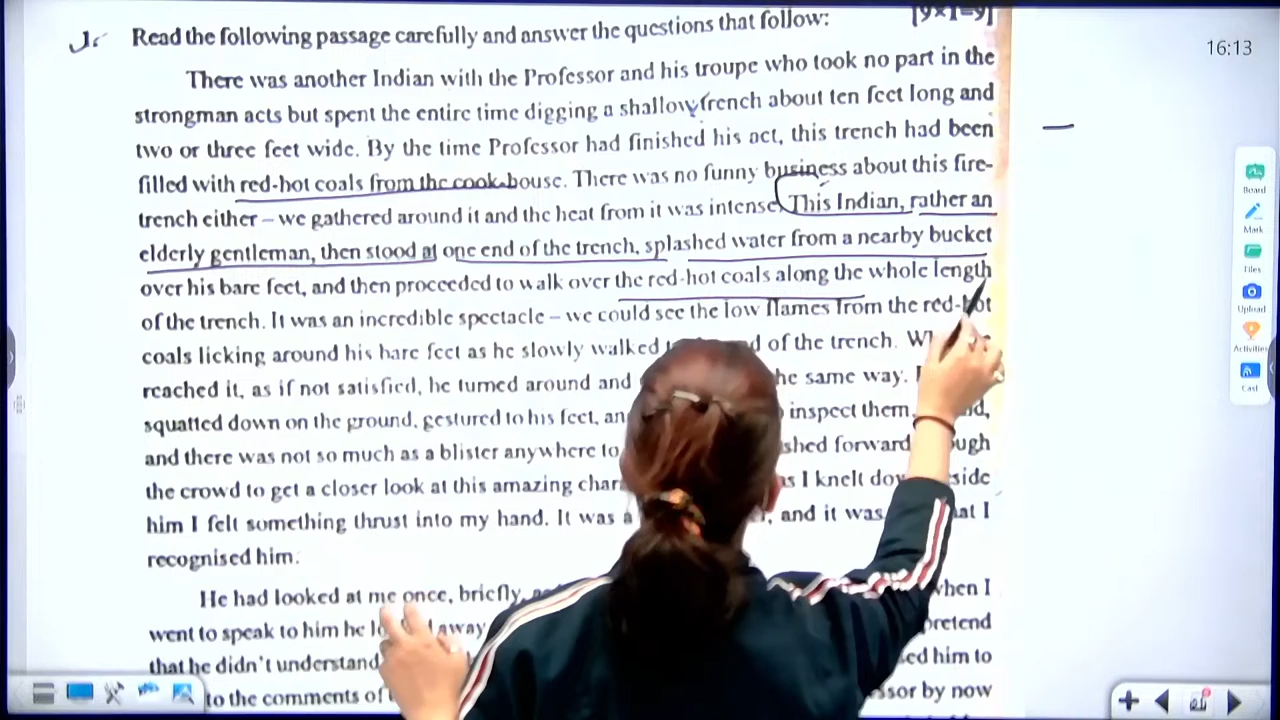 [9×1=9]
16:13
Read the following passage carefully and answer the questions that follow:
There was another Indian with the Professor and his troupe who took no part in the
strongman acts but spent the entire time digging a shallow trench about ten feet long and
two or three feet wide. By the time Professor had finished his act, this trench had been
filled with red-hot coals from the cook-house. There was no funny business about this fire-
trench either – we gathered around it and the heat from it was intense. This Indian, rather an
elderly gentleman, then stood at one end of the trench, splashed water from a nearby bucket
over his bare feet, and then proceeded to walk over the red-hot coals along the whole length
of the trench. It was an incredible spectacle – we could see the low flames from the red-hot
coals licking around his bare feet as he slowly walked of the trench.
reached it, as if not satisfied, he turned around and same way.
squatted down on the ground, gestured to his feet, inspect them,
and there was not so much as a blister anywhere to forward
the crowd to get a closer look at this amazing as I knelt
him I felt something thrust into my hand. It was a and it was I
recognised him.
He had looked at me once, briefly, when I
went to speak to him he away pretend
that he didn't understand him to
to the comments of by now
Board
Mark
Files
Upload
Activities
Cast